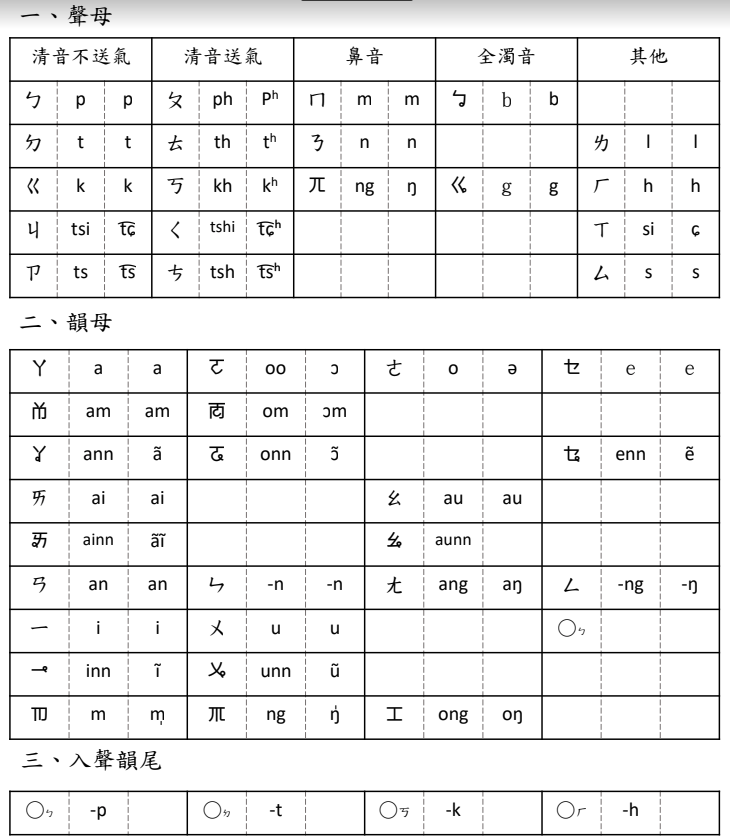 一、聲母
清音不送氣 清音送氣 鼻音 全濁音 其他
ㄅ p p ㄆ ph Pʰ ㄇ m m ㆠ b b
ㄉ t t ㄊ th tʰ ㄋ n n ㄌ l l
ㄍ k k ㄎ kh kʰ ㄫ ng ŋ ㆣ g g ㄏ h h
ㄐ tsi t͡ɕ ㄑ tshi t͡ɕʰ ㄒ si ɕ
ㄗ ts t͡s ㄘ tsh t͡sʰ ㄙ s s
二、韻母
ㄚ a a ㆦ oo ɔ ㄜ o ə ㆤ e e
ㆰ am am ㆱ om ɔm
ㆩ ann ã ㆧ onn ɔ̃ ㆥ enn ẽ
ㄞ ai ai ㄠ au au
ㆮ ainn ãĩ ㆯ aunn
ㄢ an an ㄣ -n -n ㄤ ang aŋ ㄥ -ng -ŋ
ㄧ i i ㄨ u u ○ㄣ
ㆪ inn ĩ ㆫ unn ũ
ㆬ m m̩ ㆭ ng ŋ̍ ㆲ ong oŋ
三、入聲韻尾
○ㆴ -p ○ㆵ -t ○ㆶ -k ○ㆷ -h